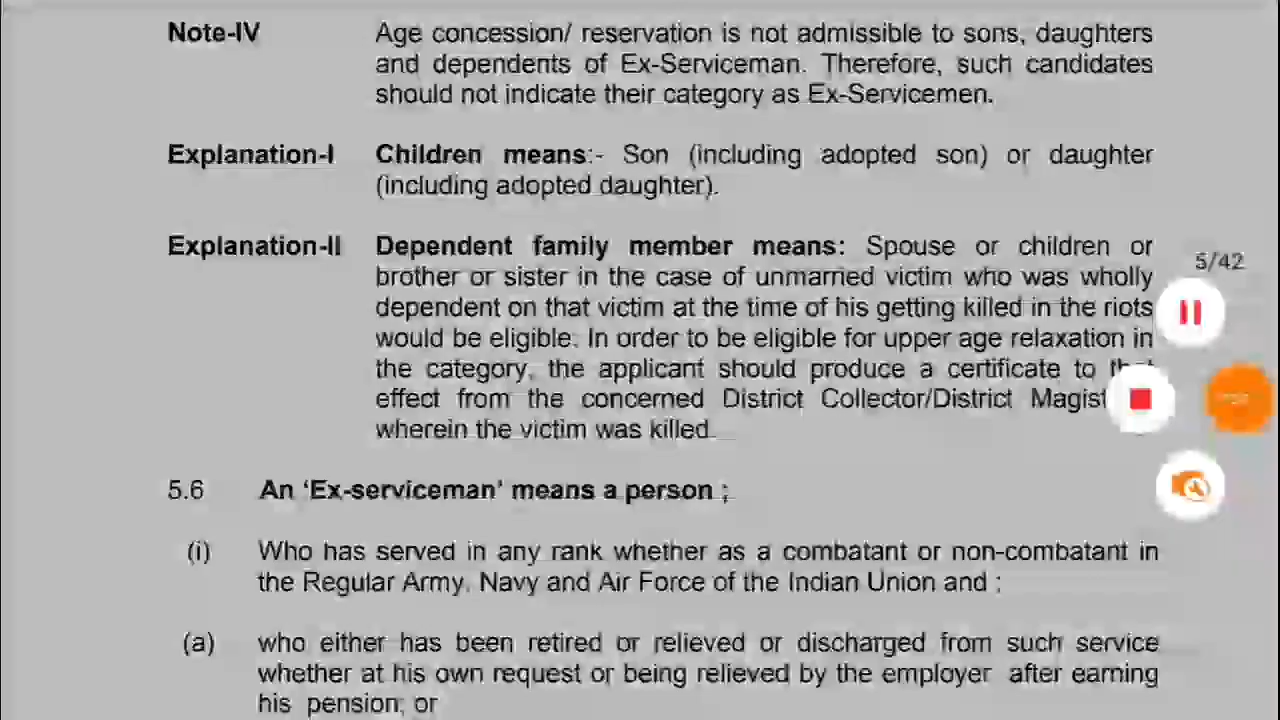 Note-IV Age concession/ reservation is not admissible to sons, daughters
and dependents of Ex-Serviceman. Therefore, such candidates
should not indicate their category as Ex-Servicemen.
Explanation-I Children means:- Son (including adopted son) or daughter
(including adopted daughter).
Explanation-II Dependent family member means: Spouse or children or
brother or sister in the case of unmarried victim who was wholly
5/42
dependent on that victim at the time of his getting killed in the riots
would be eligible. In order to be eligible for upper age relaxation in
the category, the applicant should produce a certificate to
effect from the concerned District Collector/District Magist
wherein the victim was killed.
5.6 An ‘Ex-serviceman’ means a person ;
(i) Who has served in any rank whether as a combatant or non-combatant in
the Regular Army, Navy and Air Force of the Indian Union and ;
(a) who either has been retired or relieved or discharged from such service
whether at his own request or being relieved by the employer after earning
his pension; or